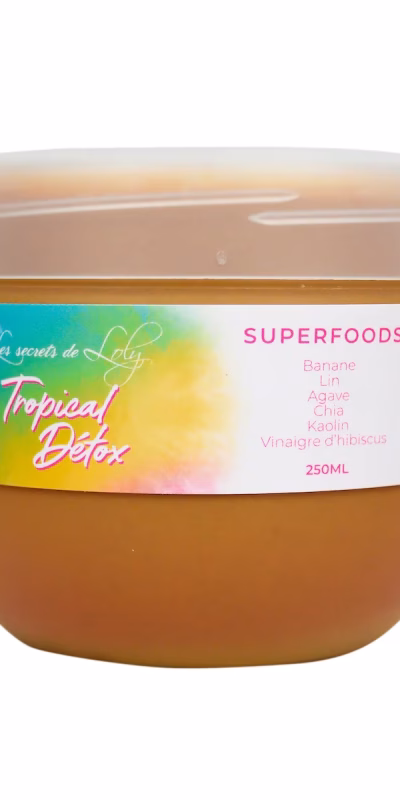 Les secrets de Loly
Tropical
Détox
SUPERFOODS
Banane
Lin
Agave
Chia
Kaolin
Vinaigre d'hibiscus
250ML